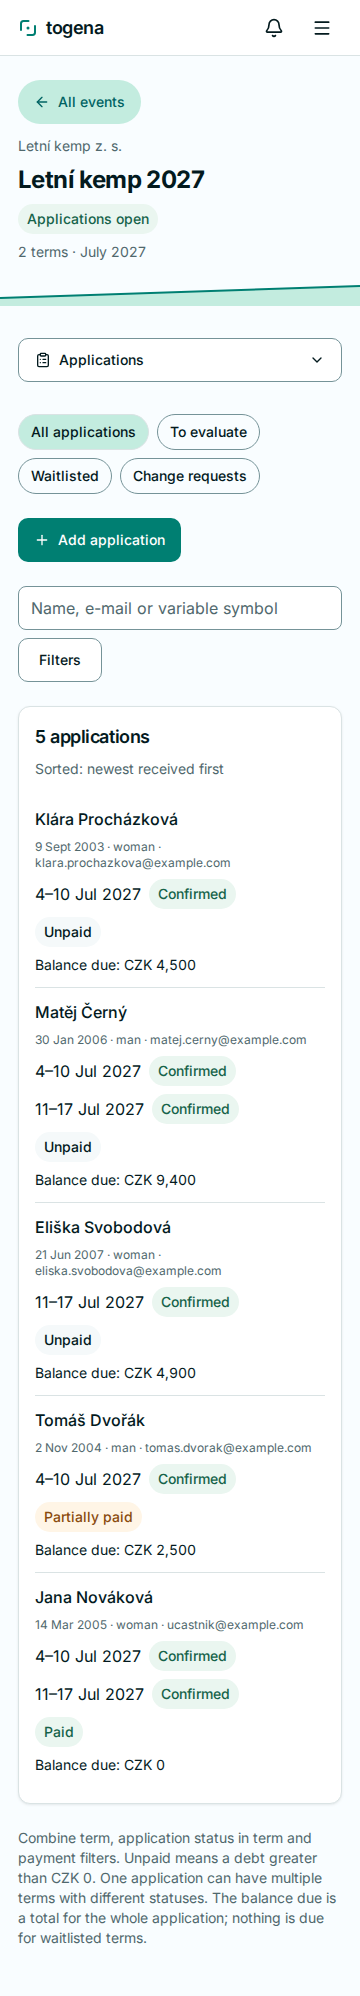 togena
All events
Letní kemp z. s.
Letní kemp 2027
Applications open
2 terms · July 2027
Applications
All applications
To evaluate
Waitlisted
Change requests
Add application
Name, e-mail or variable symbol
Filters
5 applications
Sorted: newest received first
Klára Procházková
9 Sept 2003 · woman ·
klara.prochazkova@example.com
4–10 Jul 2027 Confirmed
Unpaid
Balance due: CZK 4,500
Matěj Černý
30 Jan 2006 · man · matej.cerny@example.com
4–10 Jul 2027 Confirmed
11–17 Jul 2027 Confirmed
Unpaid
Balance due: CZK 9,400
Eliška Svobodová
21 Jun 2007 · woman ·
eliska.svobodova@example.com
11–17 Jul 2027 Confirmed
Unpaid
Balance due: CZK 4,900
Tomáš Dvořák
2 Nov 2004 · man · tomas.dvorak@example.com
4–10 Jul 2027 Confirmed
Partially paid
Balance due: CZK 2,500
Jana Nováková
14 Mar 2005 · woman · ucastnik@example.com
4–10 Jul 2027 Confirmed
11–17 Jul 2027 Confirmed
Paid
Balance due: CZK 0
Combine term, application status in term and
payment filters. Unpaid means a debt greater
than CZK 0. One application can have multiple
terms with different statuses. The balance due is
a total for the whole application; nothing is due
for waitlisted terms.